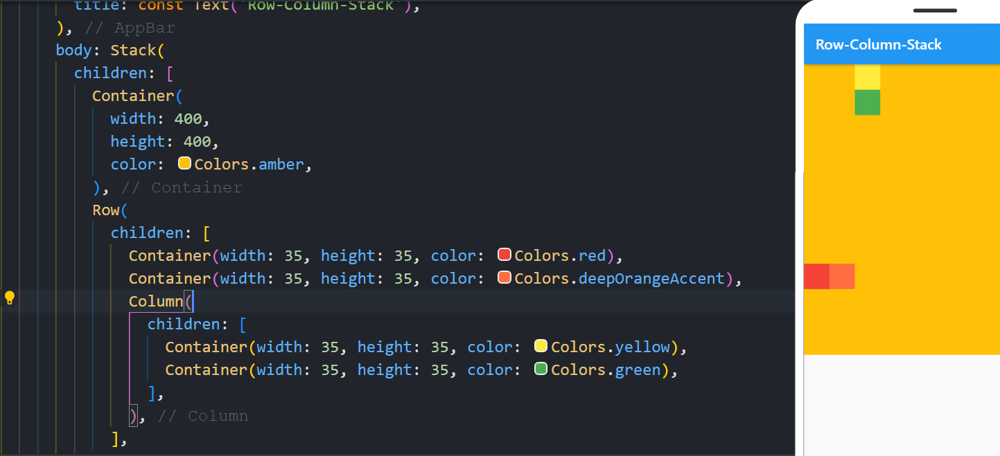 title: const Text('Row-Column-Stack'),
), // AppBar
body: Stack(
children: [
Container(
width: 400,
height: 400,
color: Colors.amber,
), // Container
Row(
children: [
Container(width: 35, height: 35, color: Colors.red),
Container(width: 35, height: 35, color: Colors.deepOrangeAccent),
Column(
children: [
Container(width: 35, height: 35, color: Colors.yellow),
Container(width: 35, height: 35, color: Colors.green),
],
), // Column
],
Row-Column-Stack